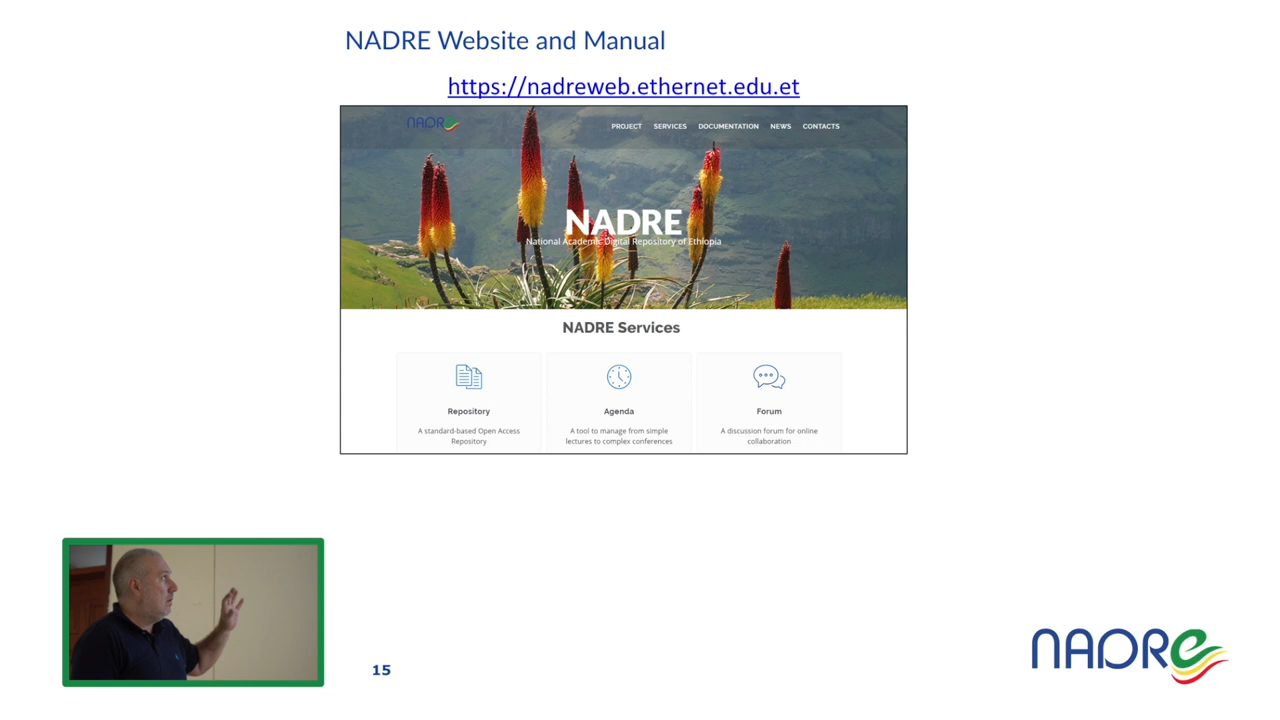 NADRE Website and Manual
https://nadreweb.ethernet.edu.et
NADRe
PROJECT SERVICES DOCUMENTATION NEWS CONTACTS
NADRE
National Academic Digital Repository of Ethiopia
NADRE Services
Repository
A standard-based Open Access
Repository
Agenda
A tool to manage from simple
lectures to complex conferences
Forum
A discussion forum for online
collaboration
15
NADRe